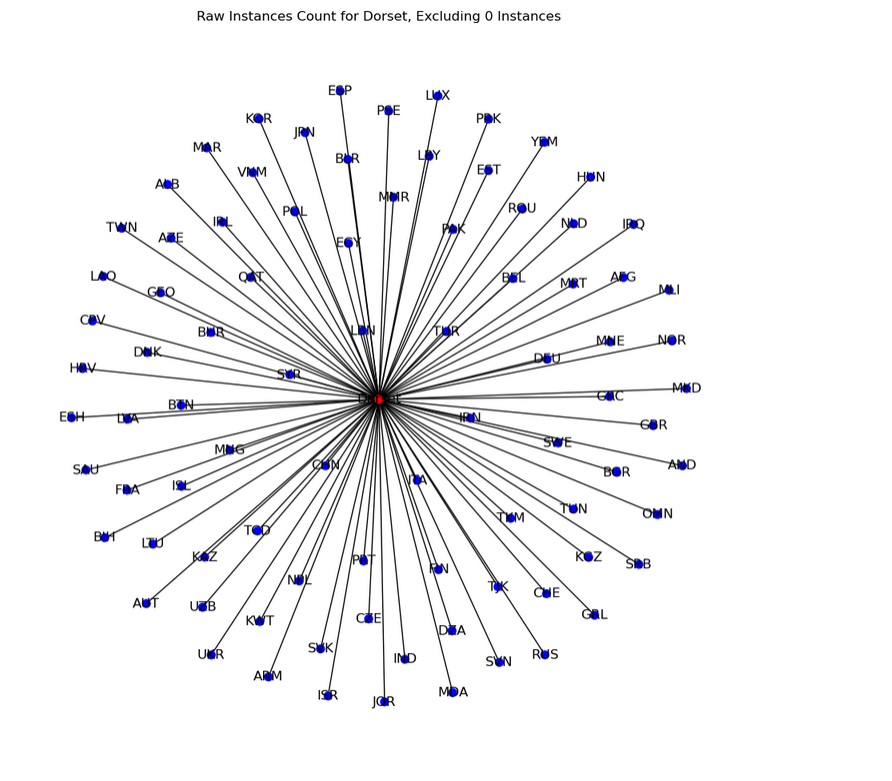 Raw Instances Count for Dorset, Excluding 0 Instances
ESP
LUX
PSE
KOR
PRK
JPN
YEM
MAR
BLR
LBY
EST
VNM
HUN
ALB
MMR
POL
ROU
IRL
NLD
IRQ
TWN
PAK
AZE
EGY
LAO
QAT
BEL
AFG
MRT
GEO
MLI
CPV
BUR
LBN
TUR
MNE
NOR
DNK
DEU
HRV
SYR
MKD
GRC
Dorset
BTN
ESH
LVA
IRN
GBR
SWE
MNG
CHN
AND
SAU
BGR
ITA
FRA
ISL
TUN
OMN
TKM
TCD
BIH
LTU
KAZ
PRT
KGZ
SRB
FIN
NPL
TJK
CHE
AUT
UZB
GRL
CZE
KWT
DZA
SVK
UKR
RUS
IND
SVN
ARM
MDA
ISR
JOR